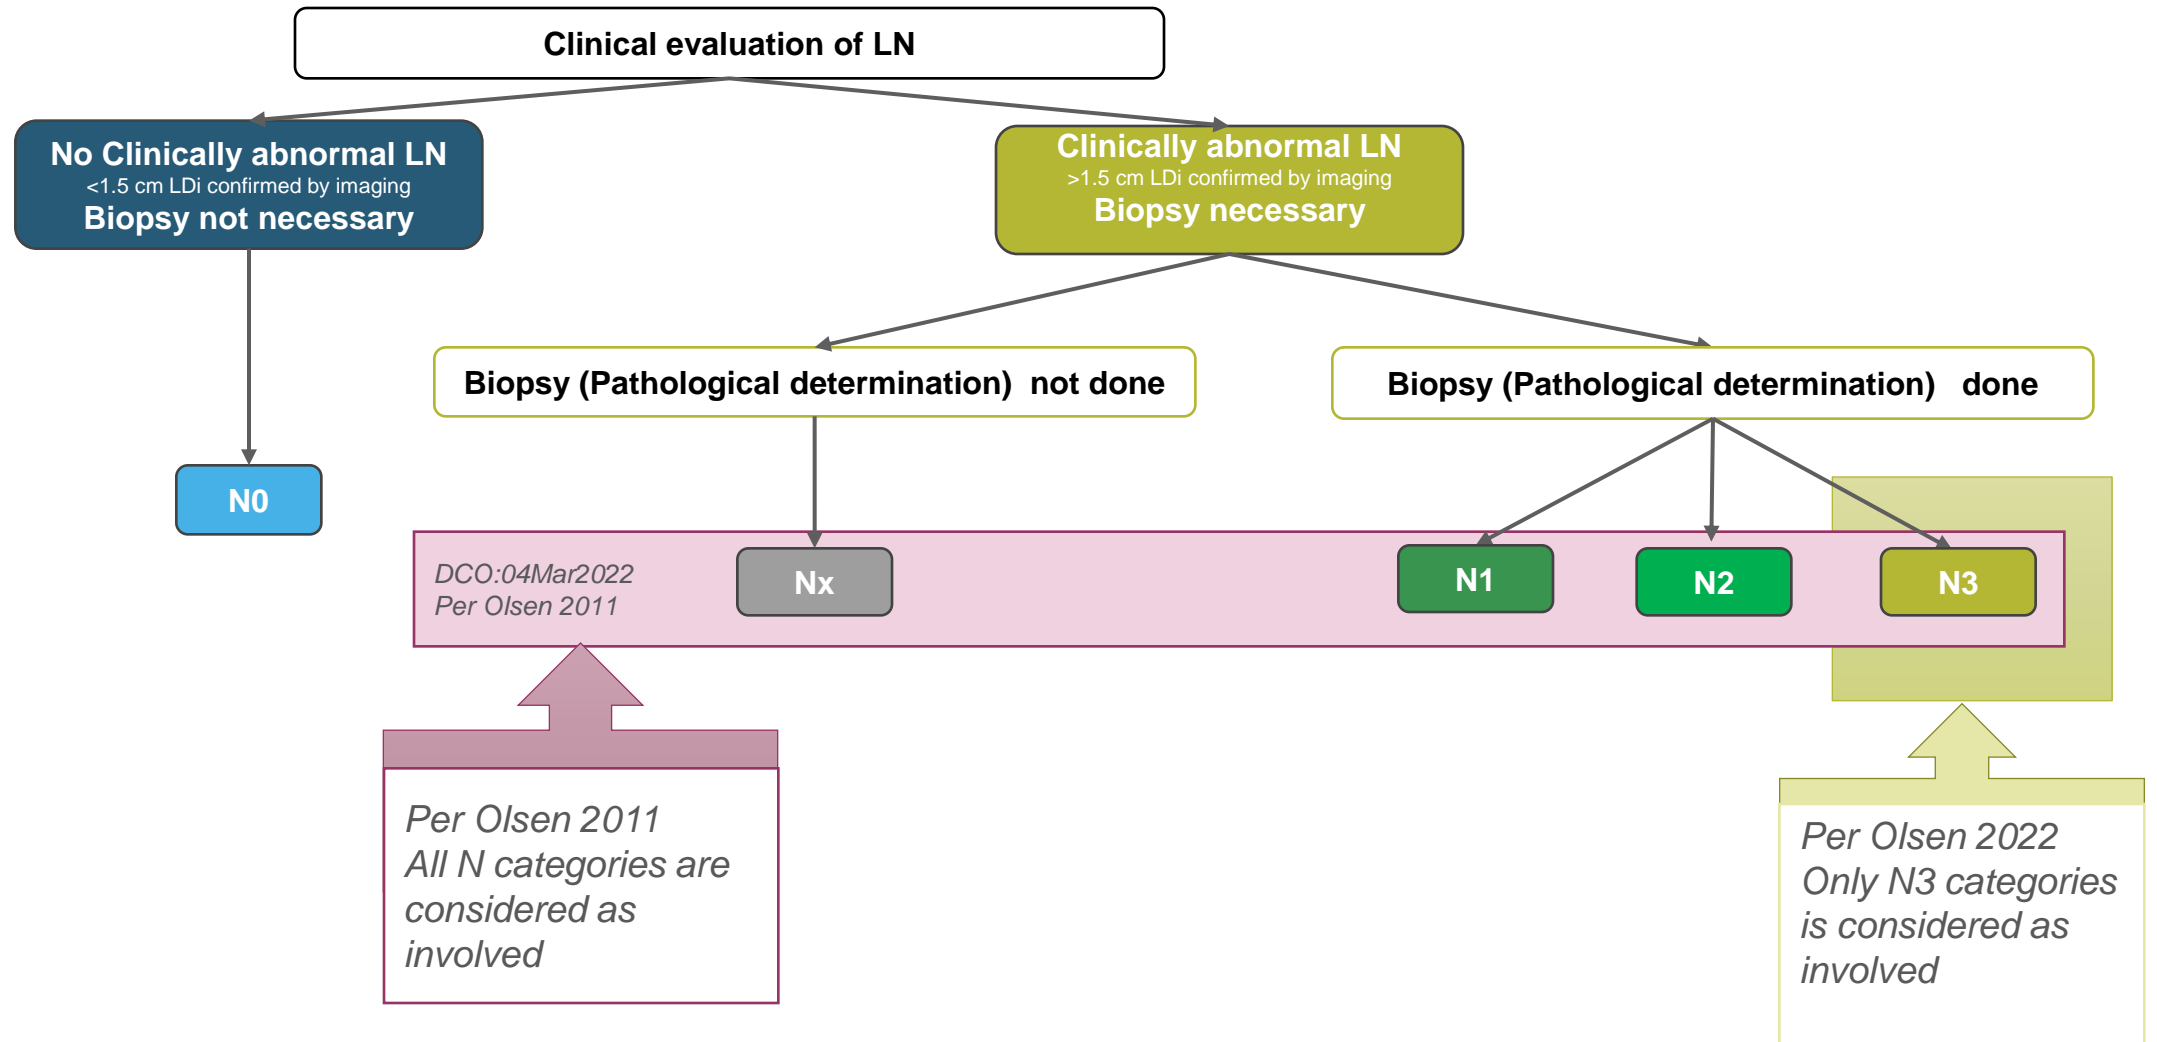 Clinical evaluation of LN
No Clinically abnormal LN
<1.5 cm LDi confirmed by imaging
Biopsy not necessary
Clinically abnormal LN
>1.5 cm LDi confirmed by imaging
Biopsy necessary
Biopsy (Pathological determination) not done
Biopsy (Pathological determination) done
N0
DCO:04Mar2022
Per Olsen 2011
Nx
N1
N2
N3
Per Olsen 2011
All N categories are
considered as
involved
Per Olsen 2022
Only N3 categories
is considered as
involved